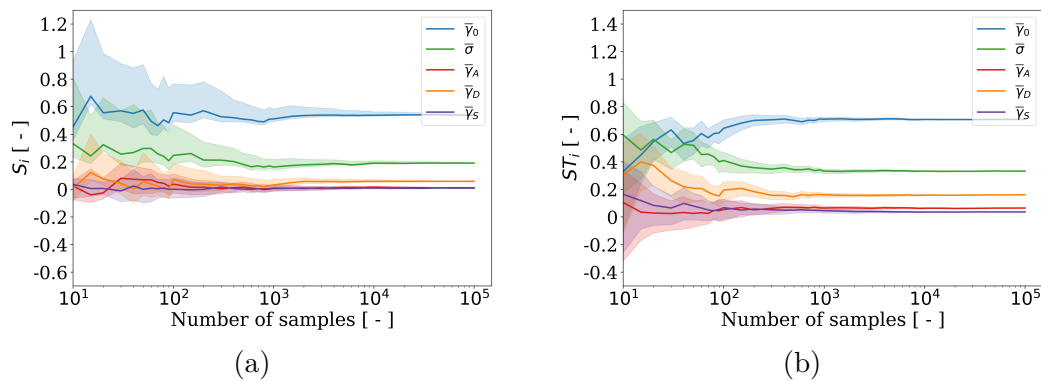 1.2
1
0.8
0.6
0.4
0.2
0
-0.2
-0.4
-0.6
S_i [ - ]
10^1
10^2
10^3
10^4
10^5
Number of samples [ - ]
γ̅_0
σ̅
γ̅_A
γ̅_D
γ̅_S
(a)
1.4
1.2
1
0.8
0.6
0.4
0.2
0
-0.2
-0.4
ST_i [ - ]
10^1
10^2
10^3
10^4
10^5
Number of samples [ - ]
γ̅_0
σ̅
γ̅_A
γ̅_D
γ̅_S
(b)